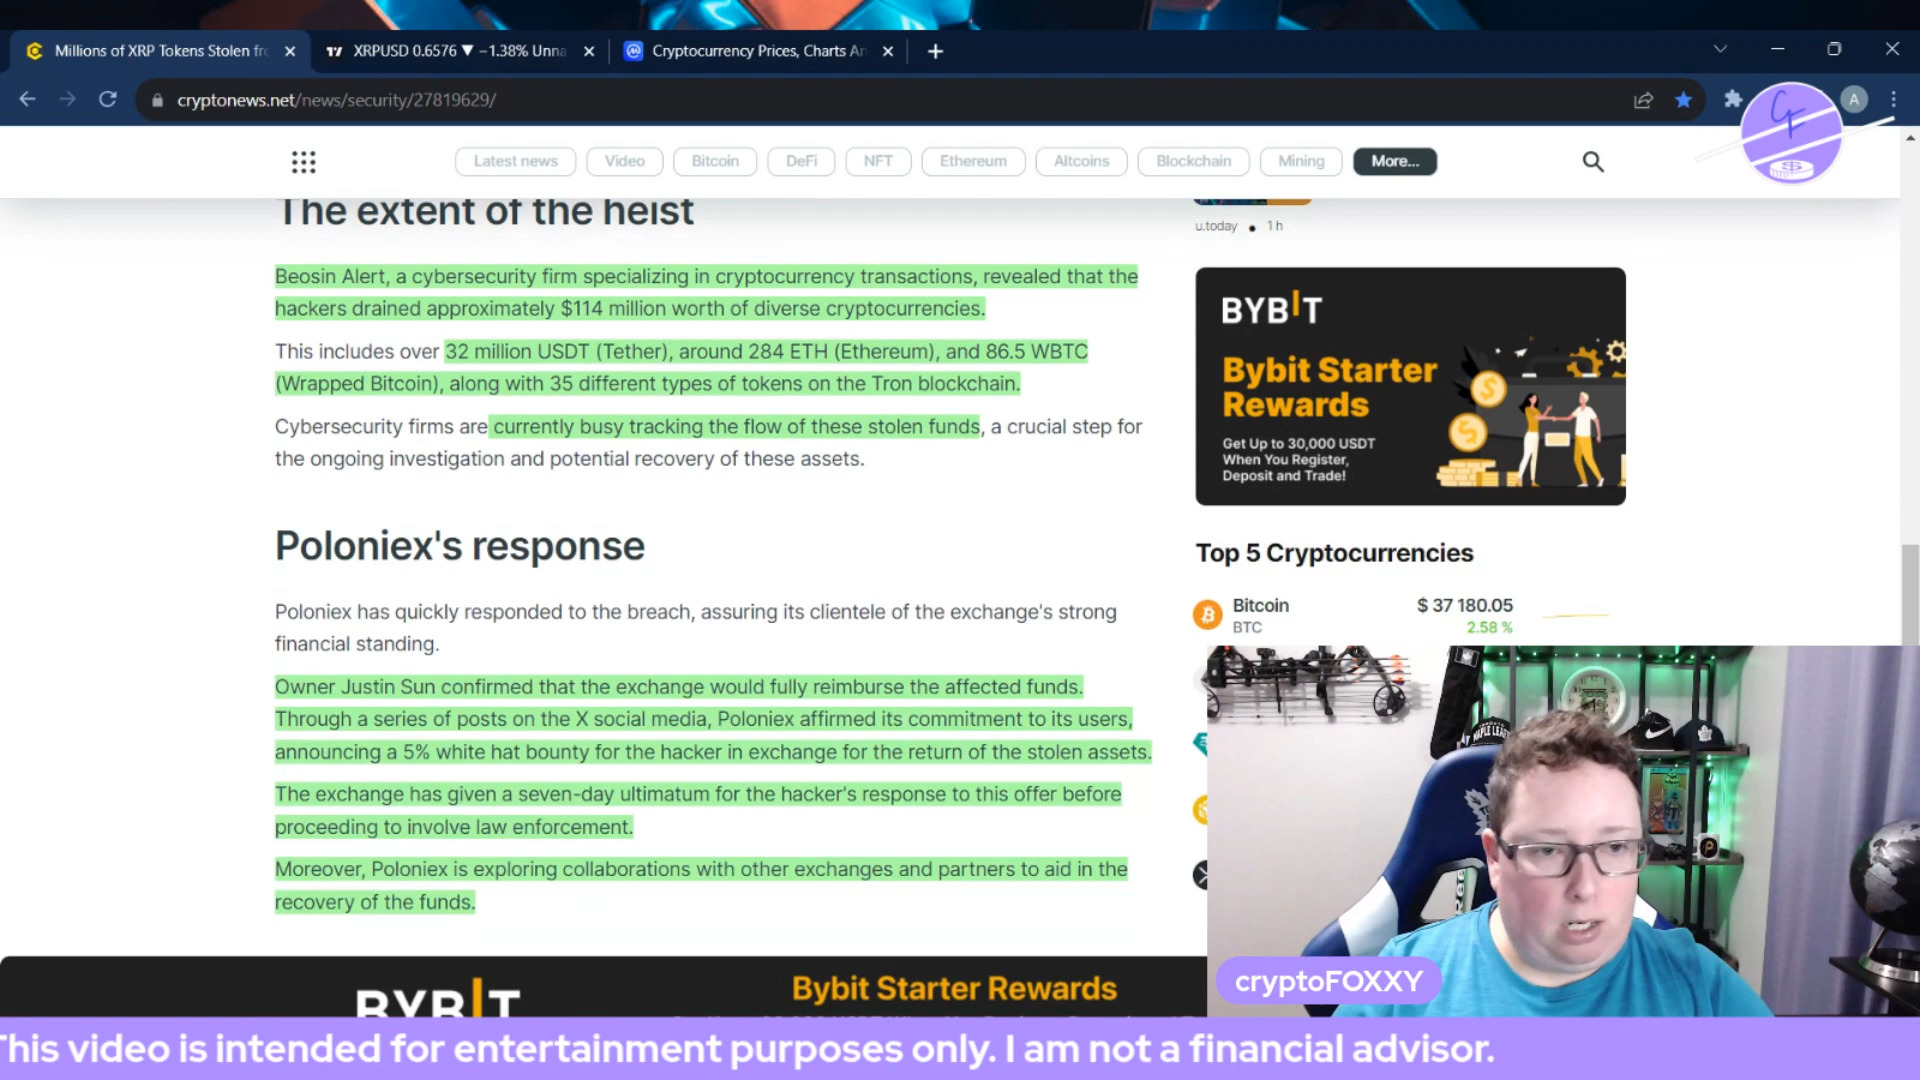 Millions of XRP Tokens Stolen fr
XRPUSD 0.6576 ▼ −1.38% Unna
Cryptocurrency Prices, Charts An
cryptonews.net/news/security/27819629/
A
CF
Latest news
Video
Bitcoin
DeFi
NFT
Ethereum
Altcoins
Blockchain
Mining
More...
The extent of the heist
u.today ● 1 h
Beosin Alert, a cybersecurity firm specializing in cryptocurrency transactions, revealed that the
hackers drained approximately $114 million worth of diverse cryptocurrencies.
This includes over 32 million USDT (Tether), around 284 ETH (Ethereum), and 86.5 WBTC
(Wrapped Bitcoin), along with 35 different types of tokens on the Tron blockchain.
Cybersecurity firms are currently busy tracking the flow of these stolen funds, a crucial step for
the ongoing investigation and potential recovery of these assets.
BYBIT
Bybit Starter
Rewards
Get Up to 30,000 USDT
When You Register,
Deposit and Trade!
Poloniex's response
Poloniex has quickly responded to the breach, assuring its clientele of the exchange's strong
financial standing.
Owner Justin Sun confirmed that the exchange would fully reimburse the affected funds.
Through a series of posts on the X social media, Poloniex affirmed its commitment to its users,
announcing a 5% white hat bounty for the hacker in exchange for the return of the stolen assets.
The exchange has given a seven-day ultimatum for the hacker's response to this offer before
proceeding to involve law enforcement.
Moreover, Poloniex is exploring collaborations with other exchanges and partners to aid in the
recovery of the funds.
Top 5 Cryptocurrencies
Bitcoin
$ 37 180.05
BTC
2.58 %
MAPLE LEAFS
P
BYBIT
Bybit Starter Rewards
cryptoFOXXY
This video is intended for entertainment purposes only. I am not a financial advisor.